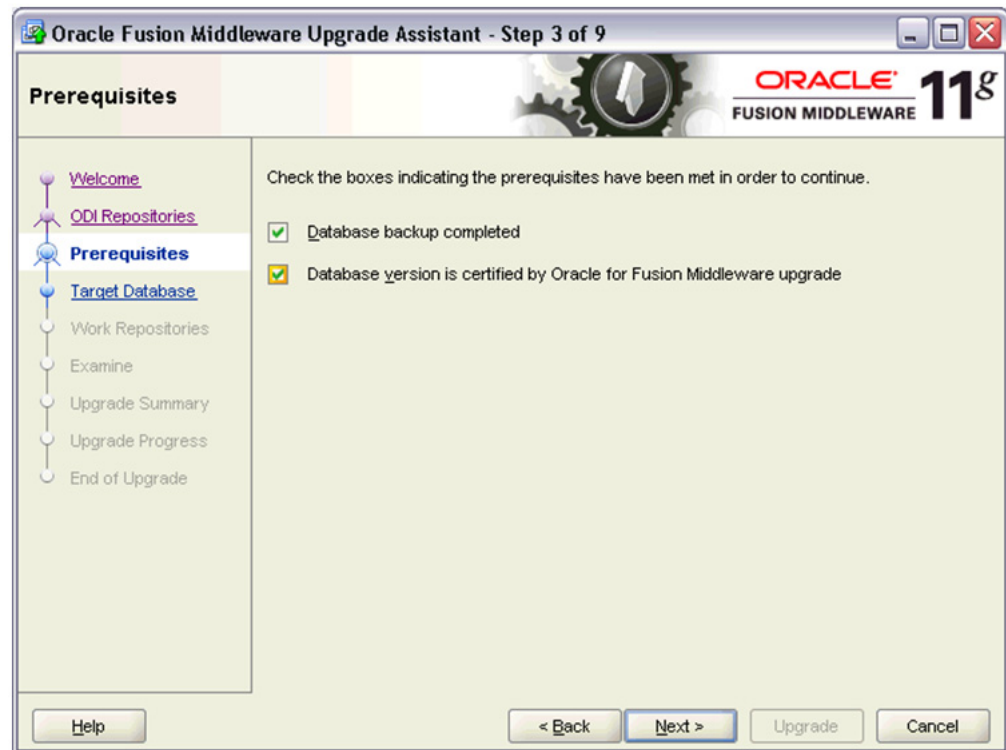 Oracle Fusion Middleware Upgrade Assistant - Step 3 of 9
Prerequisites
ORACLE
FUSION MIDDLEWARE
11g
Welcome
ODI Repositories
Prerequisites
Target Database
Work Repositories
Examine
Upgrade Summary
Upgrade Progress
End of Upgrade
Check the boxes indicating the prerequisites have been met in order to continue.
Database backup completed
Database version is certified by Oracle for Fusion Middleware upgrade
Help
< Back
Next >
Upgrade
Cancel